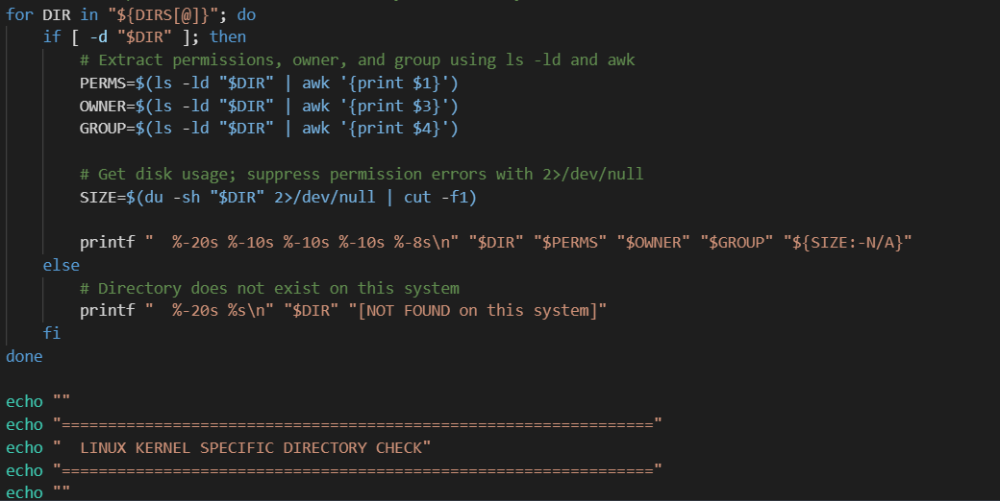 for DIR in "${DIRS[@]}"; do
    if [ -d "$DIR" ]; then
        # Extract permissions, owner, and group using ls -ld and awk
        PERMS=$(ls -ld "$DIR" | awk '{print $1}')
        OWNER=$(ls -ld "$DIR" | awk '{print $3}')
        GROUP=$(ls -ld "$DIR" | awk '{print $4}')

        # Get disk usage; suppress permission errors with 2>/dev/null
        SIZE=$(du -sh "$DIR" 2>/dev/null | cut -f1)

        printf "  %-20s %-10s %-10s %-10s %-8s\n" "$DIR" "$PERMS" "$OWNER" "$GROUP" "${SIZE:-N/A}"
    else
        # Directory does not exist on this system
        printf "  %-20s %s\n" "$DIR" "[NOT FOUND on this system]"
    fi
done

echo ""
echo "================================================================"
echo "  LINUX KERNEL SPECIFIC DIRECTORY CHECK"
echo "================================================================"
echo ""